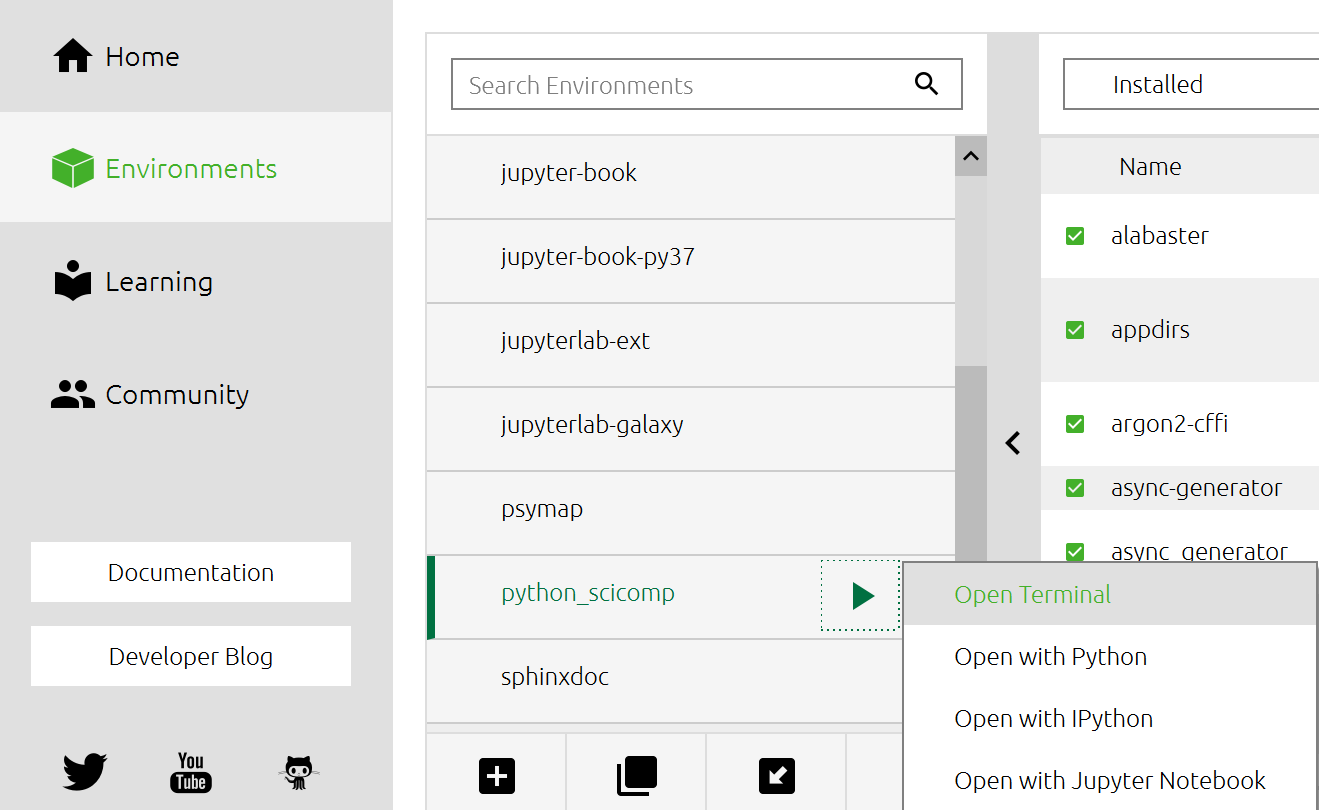 Home
Environments
Learning
Community
Documentation
Developer Blog
You
Tube
Search Environments
jupyter-book
jupyter-book-py37
jupyterlab-ext
jupyterlab-galaxy
psymap
python_scicomp
sphinxdoc
Installed
Name
alabaster
appdirs
argon2-cffi
async-generator
async_generator
Open Terminal
Open with Python
Open with IPython
Open with Jupyter Notebook